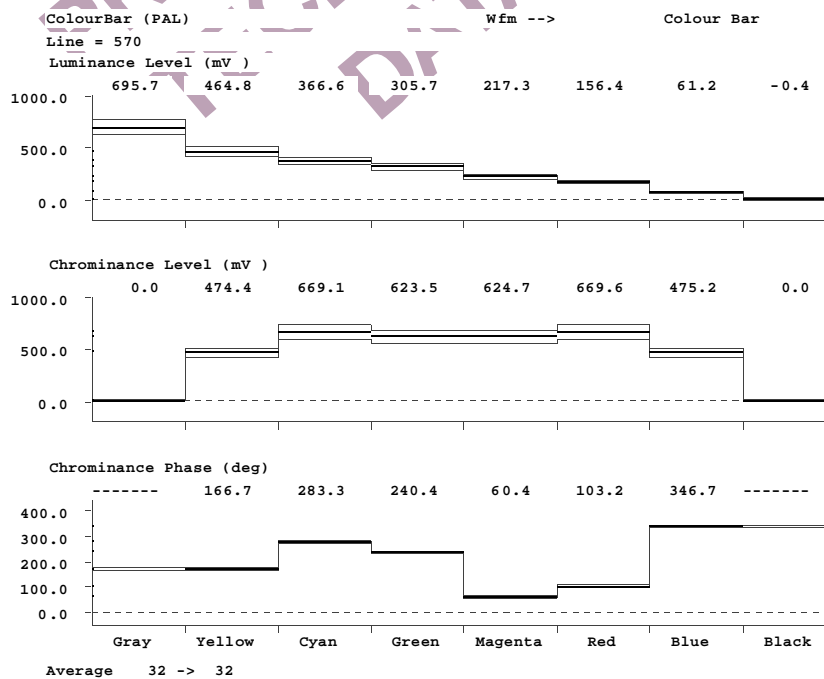 ColourBar (PAL) Wfm --> Colour Bar
Line = 570
Luminance Level (mV )
695.7 464.8 366.6 305.7 217.3 156.4 61.2 -0.4
1000.0
500.0
0.0
Chrominance Level (mV )
0.0 474.4 669.1 623.5 624.7 669.6 475.2 0.0
1000.0
500.0
0.0
Chrominance Phase (deg)
------- 166.7 283.3 240.4 60.4 103.2 346.7 -------
400.0
300.0
200.0
100.0
0.0
Gray Yellow Cyan Green Magenta Red Blue Black
Average 32 -> 32